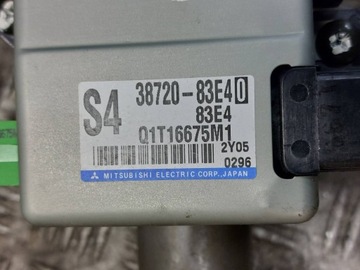 S4
38720-83E40
83E4
Q1T16675M1
2Y05
0296
MITSUBISHI ELECTRIC CORP., JAPAN